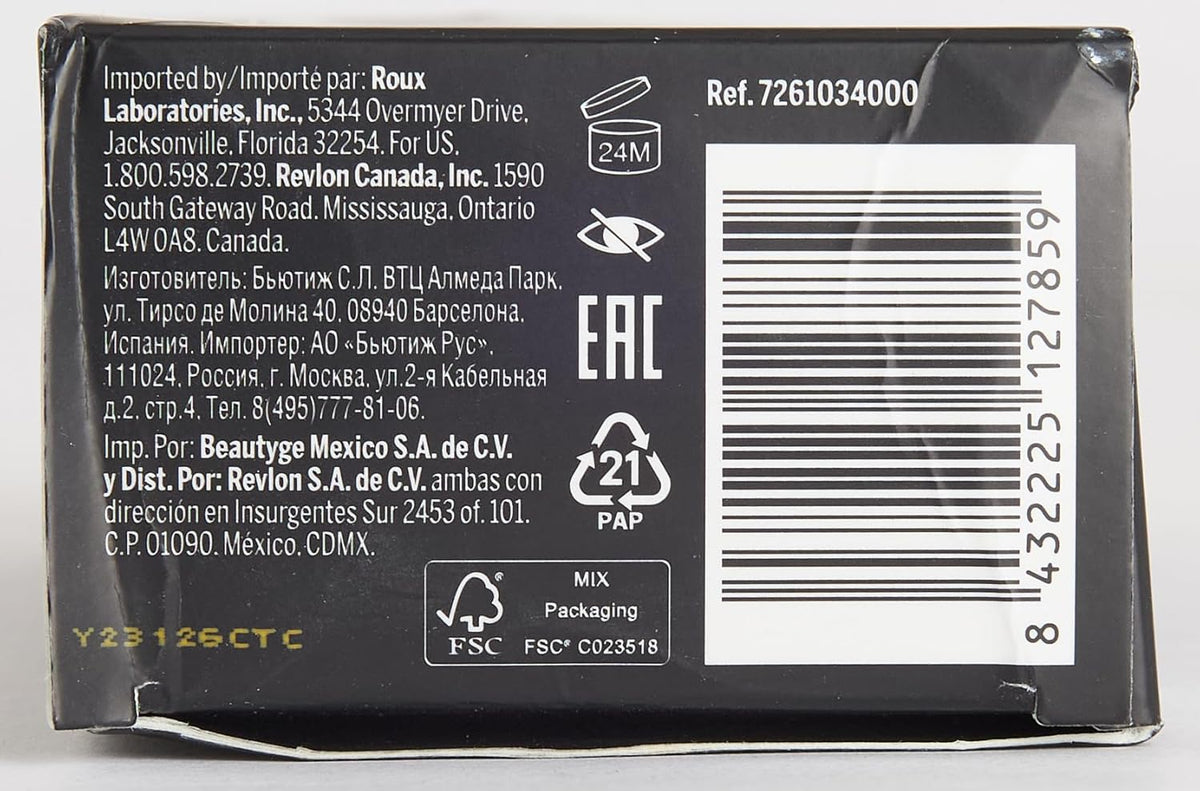 Imported by/Importé par: Roux
Laboratories, Inc., 5344 Overmyer Drive,
Jacksonville, Florida 32254. For US.
1.800.598.2739. Revlon Canada, Inc. 1590
South Gateway Road. Mississauga, Ontario
L4W 0A8. Canada.
Изготовитель: Бьютиж С.Л. ВТЦ Алмеда Парк.
ул. Тирсо де Молина 40, 08940 Барселона,
Испания. Импортер: АО «Бьютиж Рус».
111024, Россия, г. Москва, ул.2-я Кабельная
д.2, стр.4, Тел. 8(495)777-81-06.
Imp. Por: Beautyge Mexico S.A. de C.V.
y Dist. Por: Revlon S.A. de C.V. ambas con
dirección en Insurgentes Sur 2453 of. 101.
C.P. 01090. México, CDMX.
Y23126CTC
24M
EAC
21
PAP
FSC®
MIX
Packaging
FSC® C023518
Ref. 7261034000
8 432225 127859